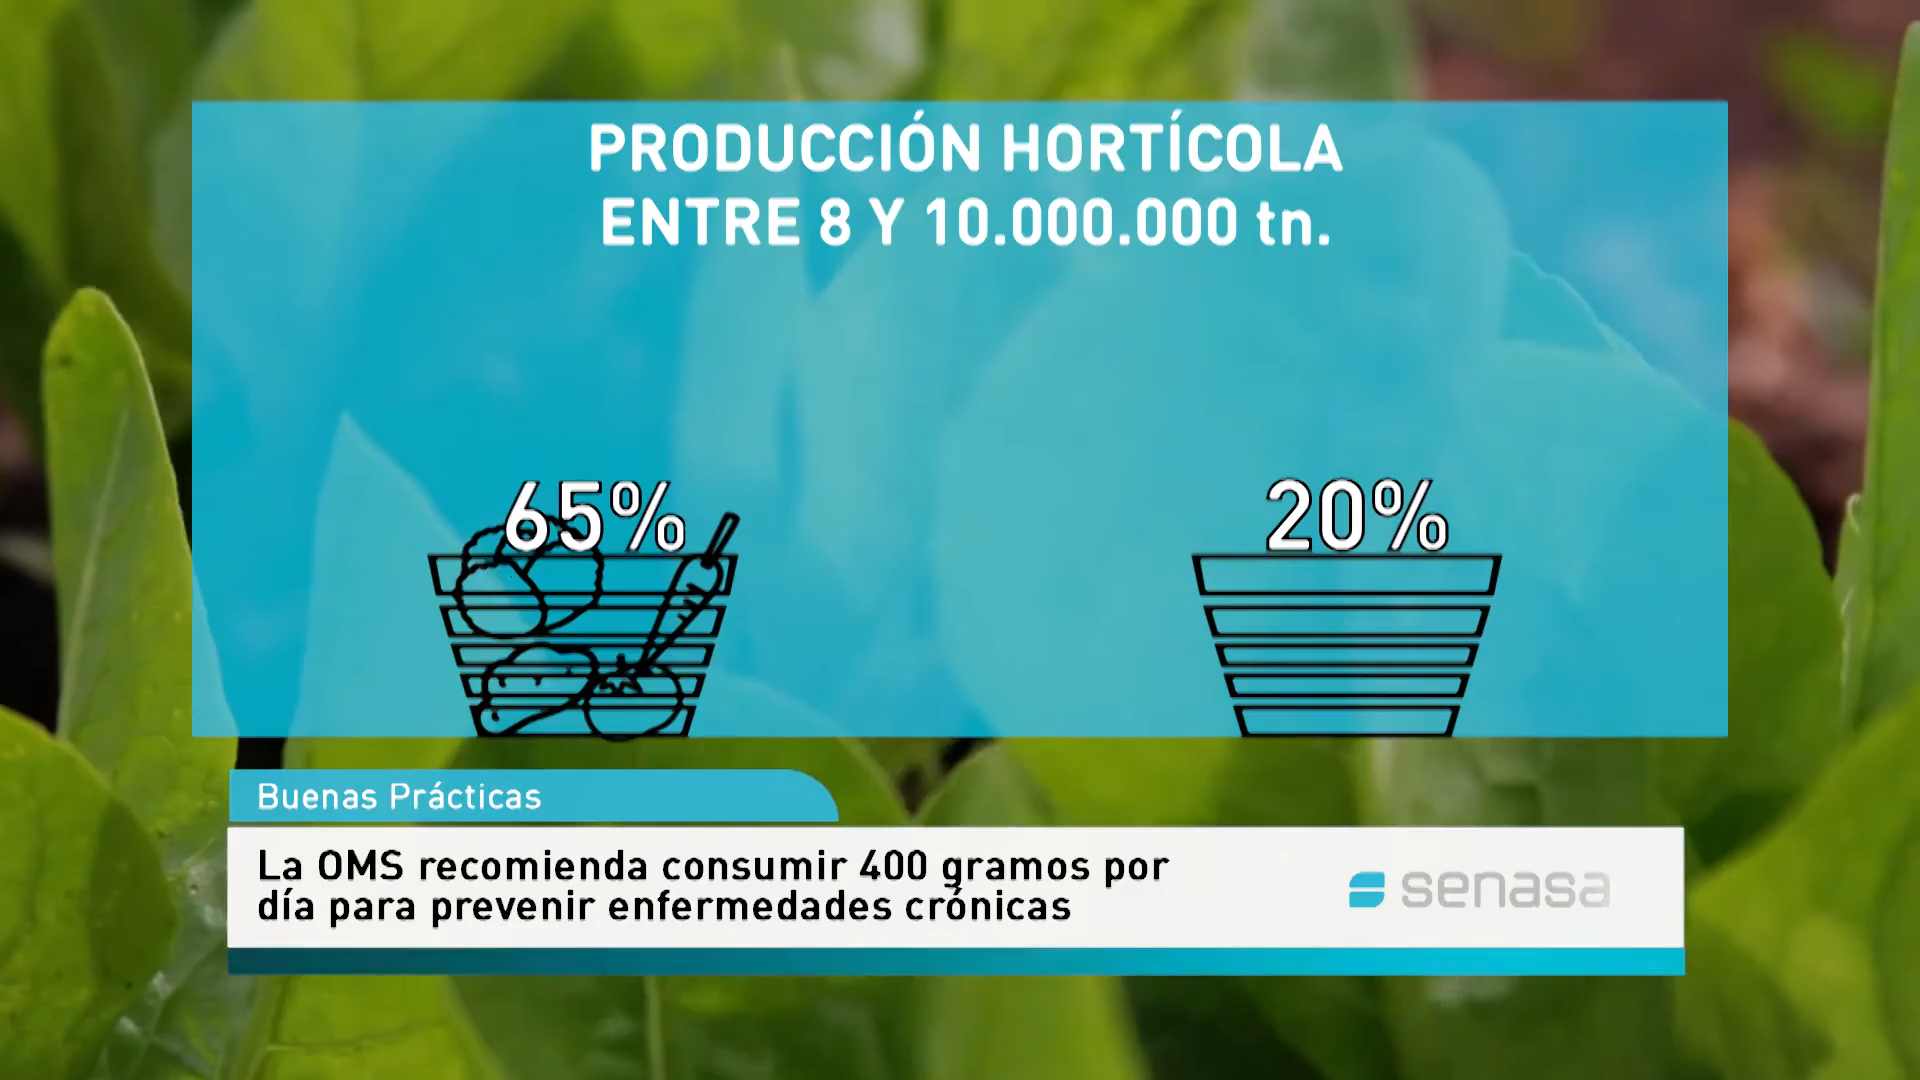 PRODUCCIÓN HORTÍCOLA
ENTRE 8 Y 10.000.000 tn.
65%
20%
Buenas Prácticas
La OMS recomienda consumir 400 gramos por
día para prevenir enfermedades crónicas
senasa